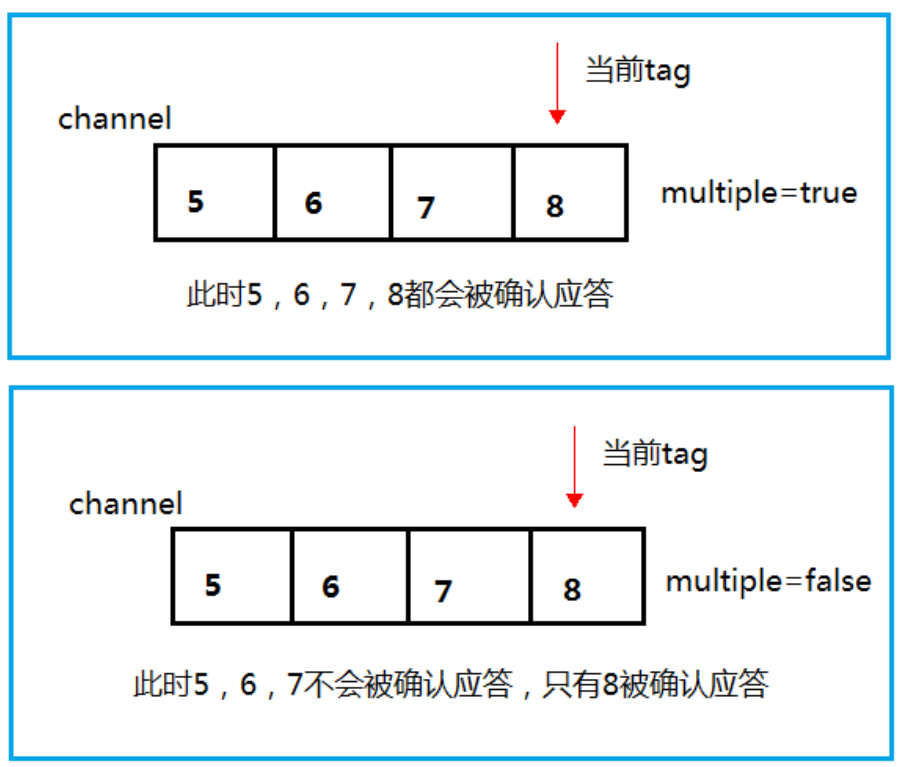 当前tag
channel
5 6 7 8 multiple=true
此时5，6，7，8都会被确认应答
当前tag
channel
5 6 7 8 multiple=false
此时5，6，7不会被确认应答，只有8被确认应答